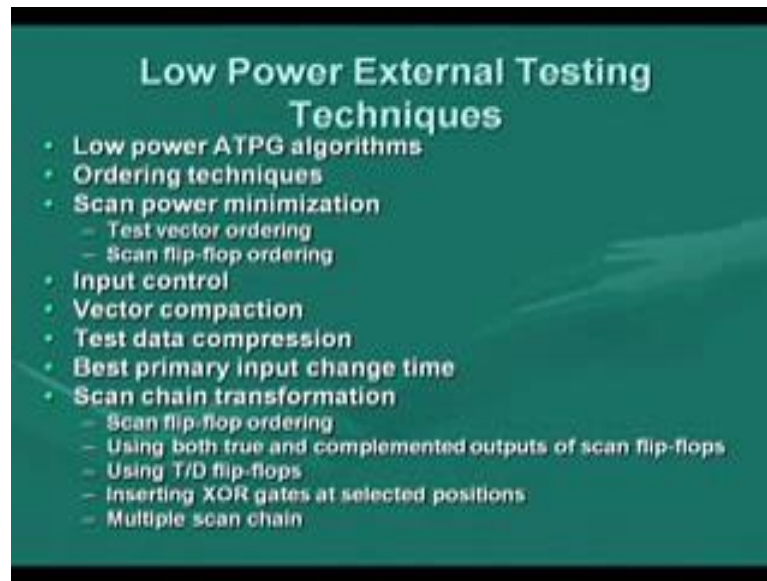 Low Power External Testing
Techniques
• Low power ATPG algorithms
• Ordering techniques
• Scan power minimization
– Test vector ordering
– Scan flip-flop ordering
• Input control
• Vector compaction
• Test data compression
• Best primary input change time
• Scan chain transformation
– Scan flip-flop ordering
– Using both true and complemented outputs of scan flip-flops
– Using T/D flip-flops
– Inserting XOR gates at selected positions
– Multiple scan chain